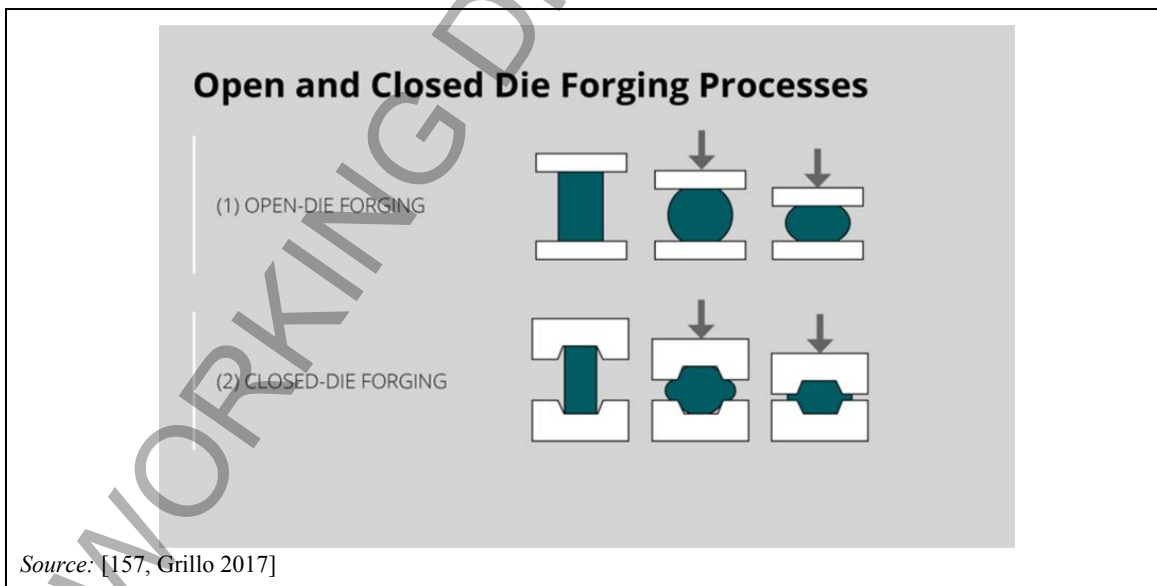 Open and Closed Die Forging Processes
(1) OPEN-DIE FORGING
(2) CLOSED-DIE FORGING
Source: [157, Grillo 2017]
WORKING D